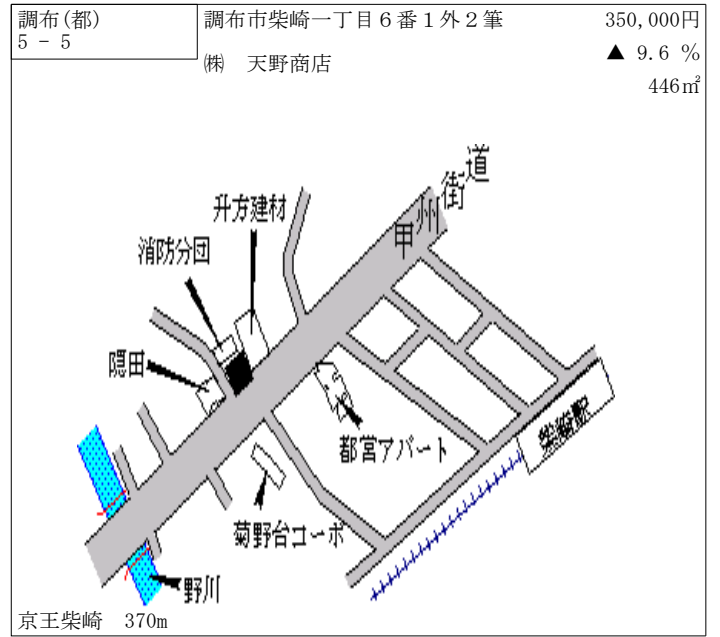 調布(都)
5 - 5
調布市柴崎一丁目６番１外２筆
㈱　天野商店
350,000円
▲ 9.6 %
446㎡
甲州街道
升方建材
消防分団
隠田
都営アパート
柴崎駅
菊野台コーポ
野川
京王柴崎　370m